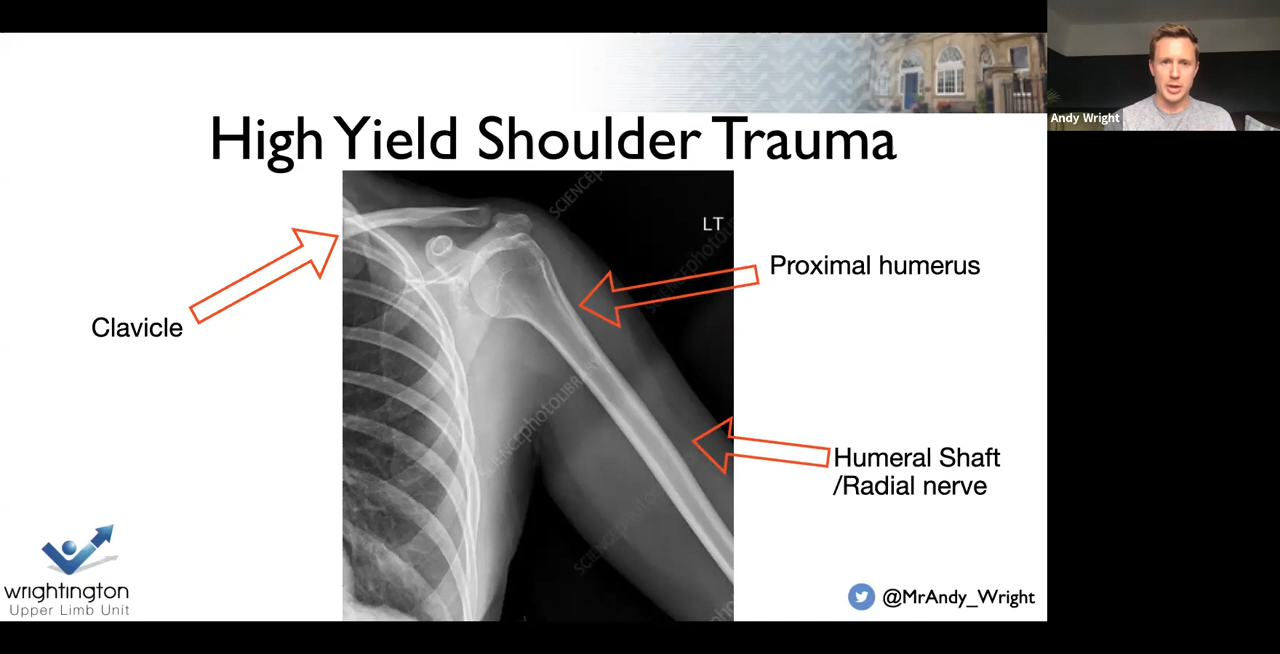 High Yield Shoulder Trauma
Andy Wright
SCIENCEPHOTOLIBRARY
LT
Proximal humerus
Clavicle
Humeral Shaft
/Radial nerve
wrightington
Upper Limb Unit
@MrAndy_Wright